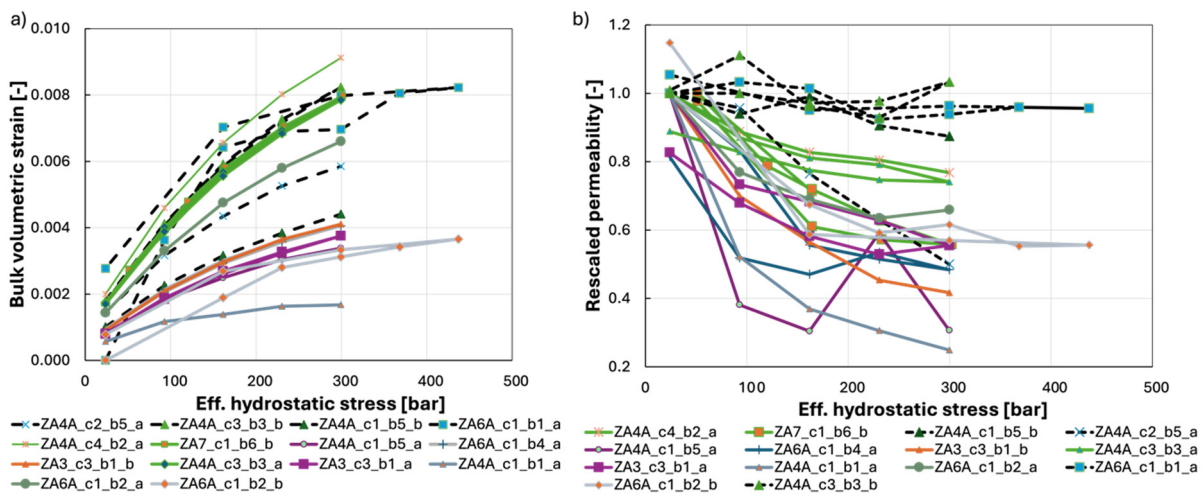 a)
Bulk volumetric strain [-]
0.010
0.008
0.006
0.004
0.002
0.000
0 100 200 300 400 500
Eff. hydrostatic stress [bar]
ZA4A_c2_b5_a ZA4A_c3_b3_b ZA4A_c1_b5_b ZA6A_c1_b1_a
ZA4A_c4_b2_a ZA7_c1_b6_b ZA4A_c1_b5_a ZA6A_c1_b4_a
ZA3_c3_b1_b ZA4A_c3_b3_a ZA3_c3_b1_a ZA4A_c1_b1_a
ZA6A_c1_b2_a ZA6A_c1_b2_b
b)
Rescaled permeability [-]
1.2
1.0
0.8
0.6
0.4
0.2
0 100 200 300 400 500
Eff. hydrostatic stress [bar]
ZA4A_c4_b2_a ZA7_c1_b6_b ZA4A_c1_b5_b ZA4A_c2_b5_a
ZA4A_c1_b5_a ZA6A_c1_b4_a ZA3_c3_b1_b ZA4A_c3_b3_a
ZA3_c3_b1_a ZA4A_c1_b1_a ZA6A_c1_b2_a ZA6A_c1_b1_a
ZA6A_c1_b2_b ZA4A_c3_b3_b